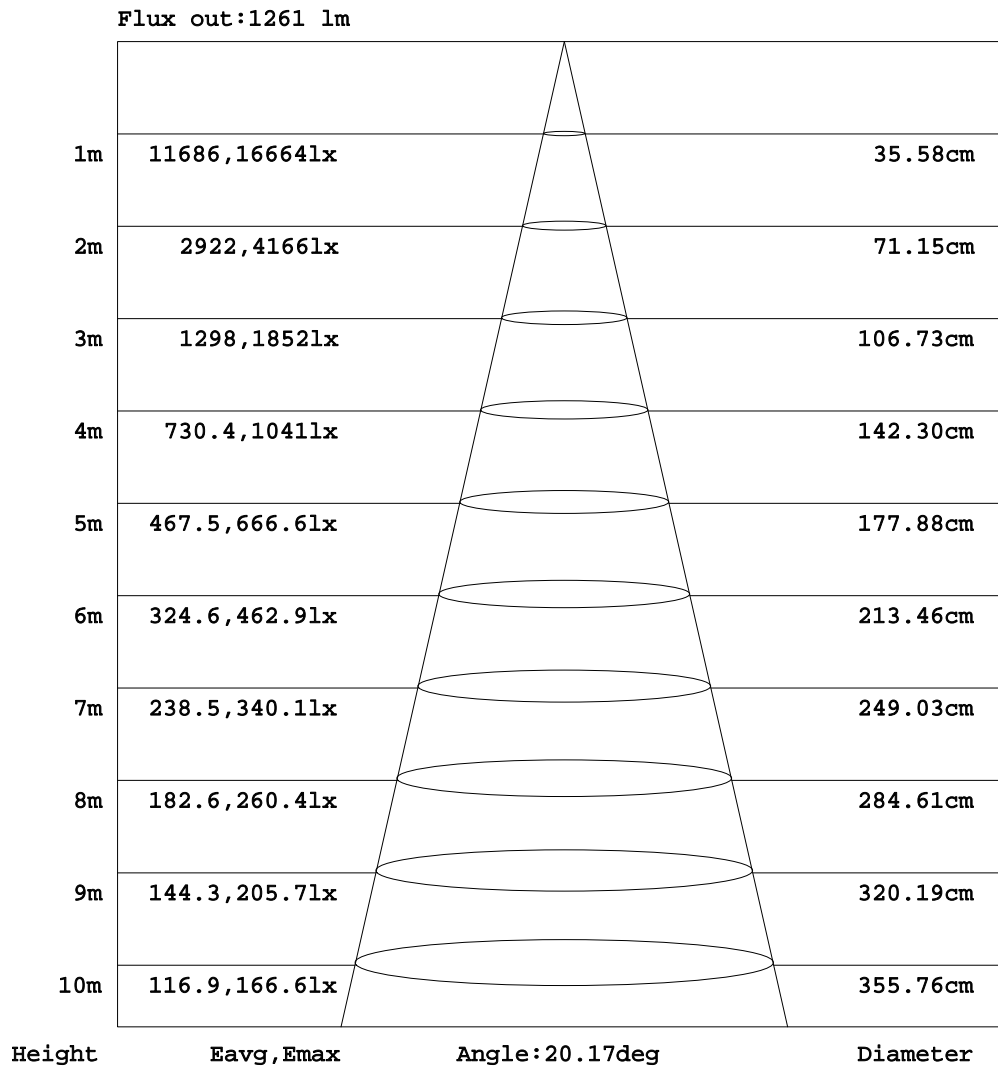 Flux out:1261 lm
1m 11686,16664lx 35.58cm
2m 2922,4166lx 71.15cm
3m 1298,1852lx 106.73cm
4m 730.4,1041lx 142.30cm
5m 467.5,666.6lx 177.88cm
6m 324.6,462.9lx 213.46cm
7m 238.5,340.1lx 249.03cm
8m 182.6,260.4lx 284.61cm
9m 144.3,205.7lx 320.19cm
10m 116.9,166.6lx 355.76cm
Height Eavg,Emax Angle:20.17deg Diameter